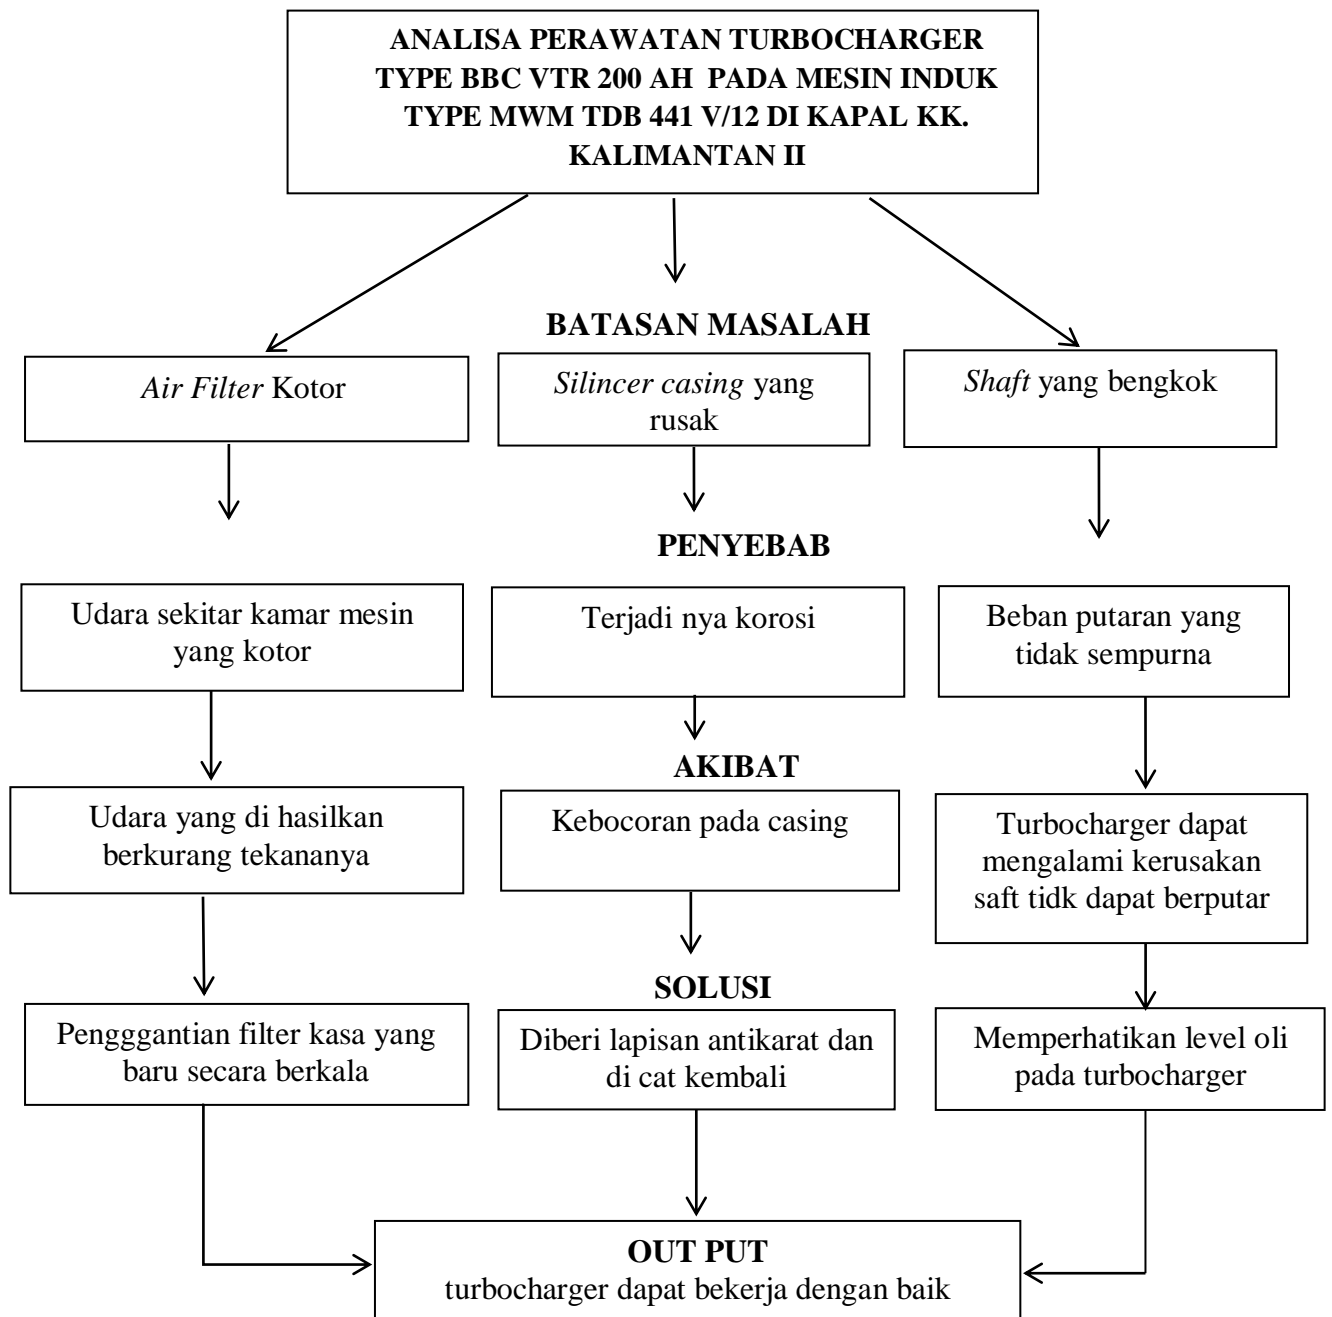 ANALISA PERAWATAN TURBOCHARGER
TYPE BBC VTR 200 AH PADA MESIN INDUK
TYPE MWM TDB 441 V/12 DI KAPAL KK.
KALIMANTAN II
BATASAN MASALAH
Air Filter Kotor
Silincer casing yang
rusak
Shaft yang bengkok
PENYEBAB
Udara sekitar kamar mesin
yang kotor
Terjadi nya korosi
Beban putaran yang
tidak sempurna
AKIBAT
Udara yang di hasilkan
berkurang tekananya
Kebocoran pada casing
Turbocharger dapat
mengalami kerusakan
saft tidk dapat berputar
SOLUSI
Pengggantian filter kasa yang
baru secara berkala
Diberi lapisan antikarat dan
di cat kembali
Memperhatikan level oli
pada turbocharger
OUT PUT
turbocharger dapat bekerja dengan baik